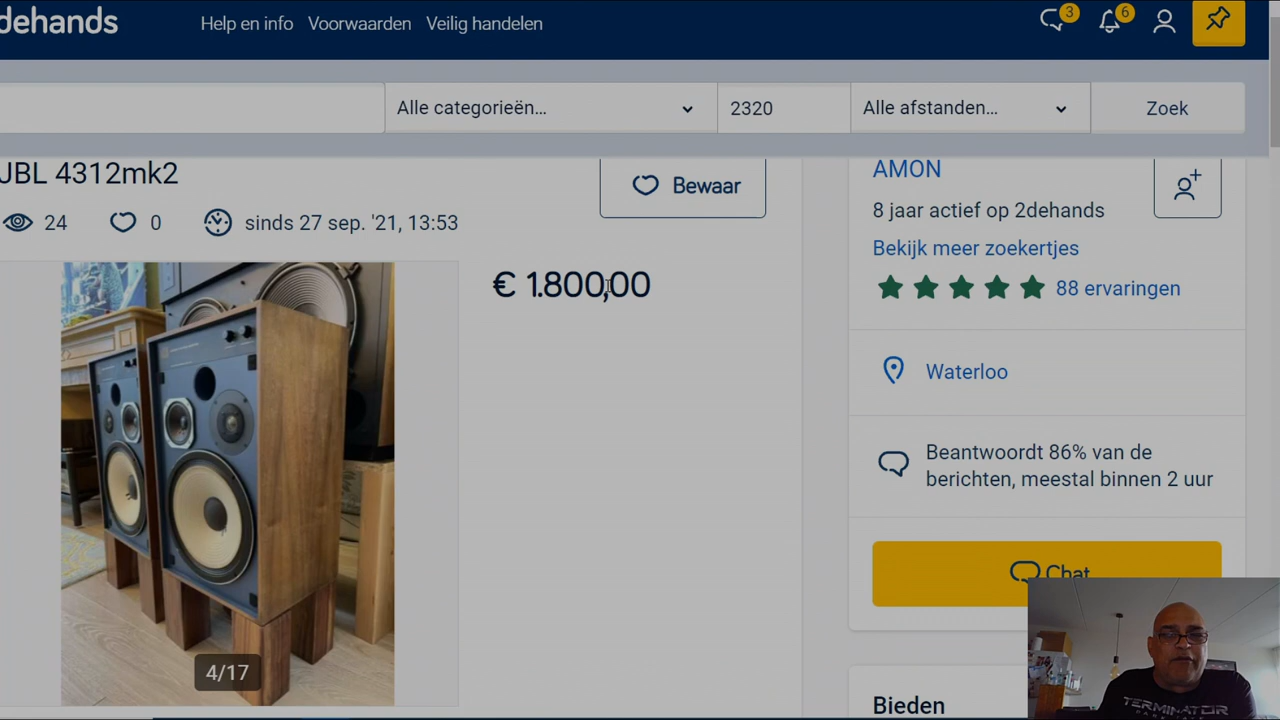 dehands
Help en info Voorwaarden Veilig handelen
3
6
Alle categorieën...
2320
Alle afstanden...
Zoek
JBL 4312mk2
Bewaar
24
0
sinds 27 sep. '21, 13:53
€ 1.800,00
4/17
AMON
8 jaar actief op 2dehands
Bekijk meer zoekertjes
88 ervaringen
Waterloo
Beantwoordt 86% van de
berichten, meestal binnen 2 uur
Chat
Bieden
TERMINATOR